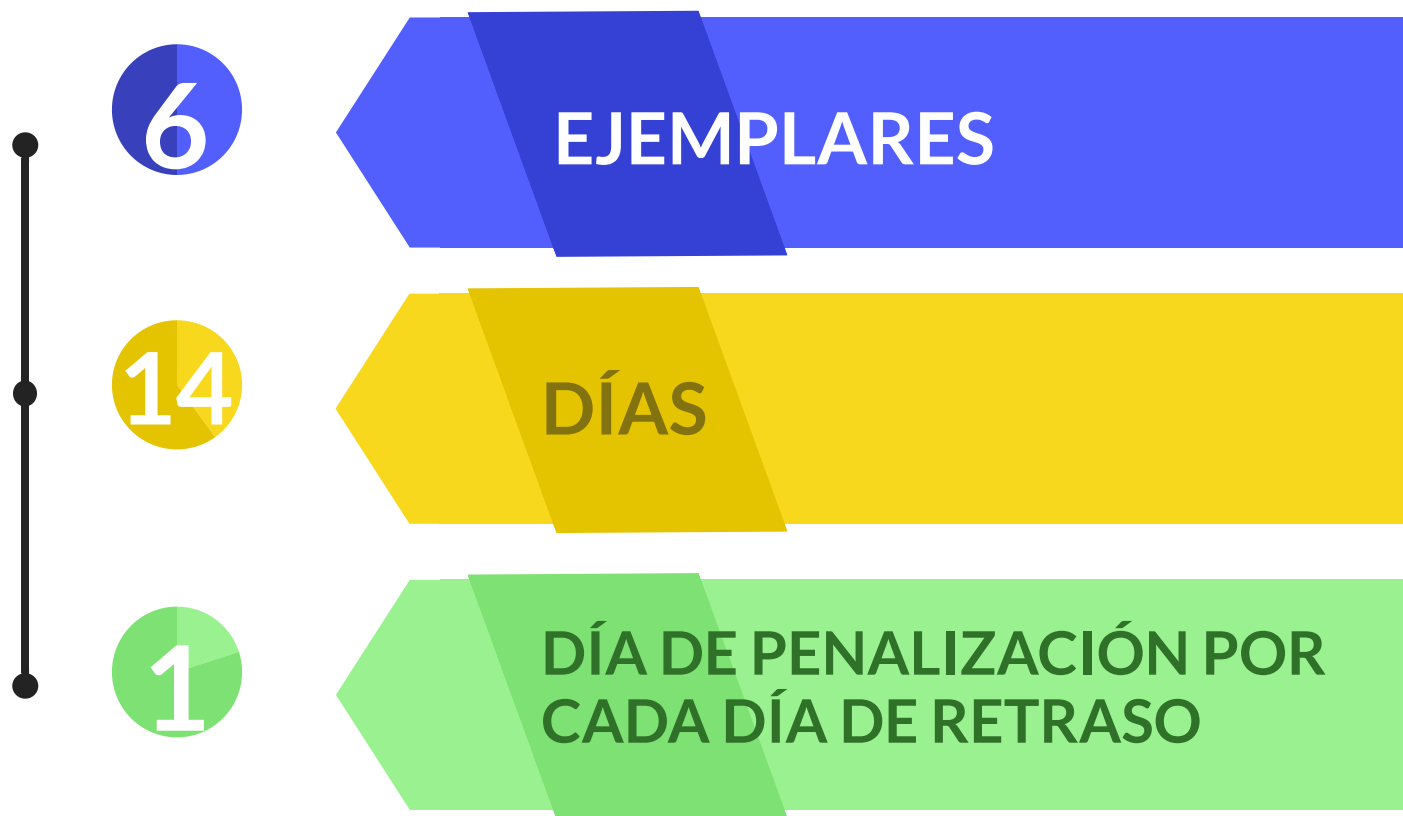 6
EJEMPLARES
14
DÍAS
1
DÍA DE PENALIZACIÓN POR
CADA DÍA DE RETRASO